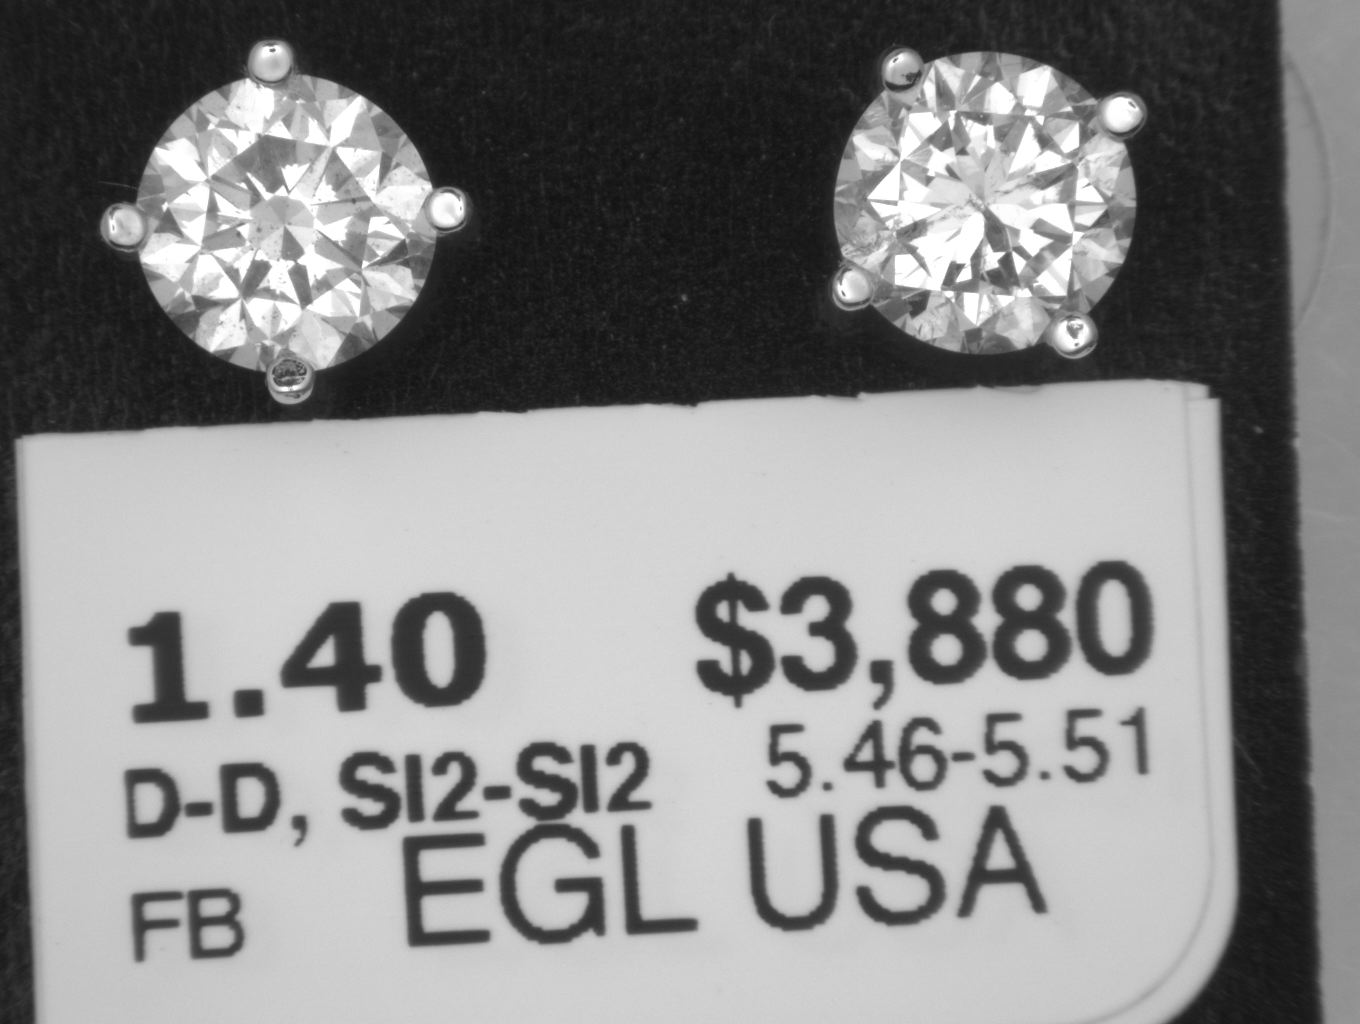 1.40 $3,880
D-D, SI2-SI2 5.46-5.51
FB EGL USA